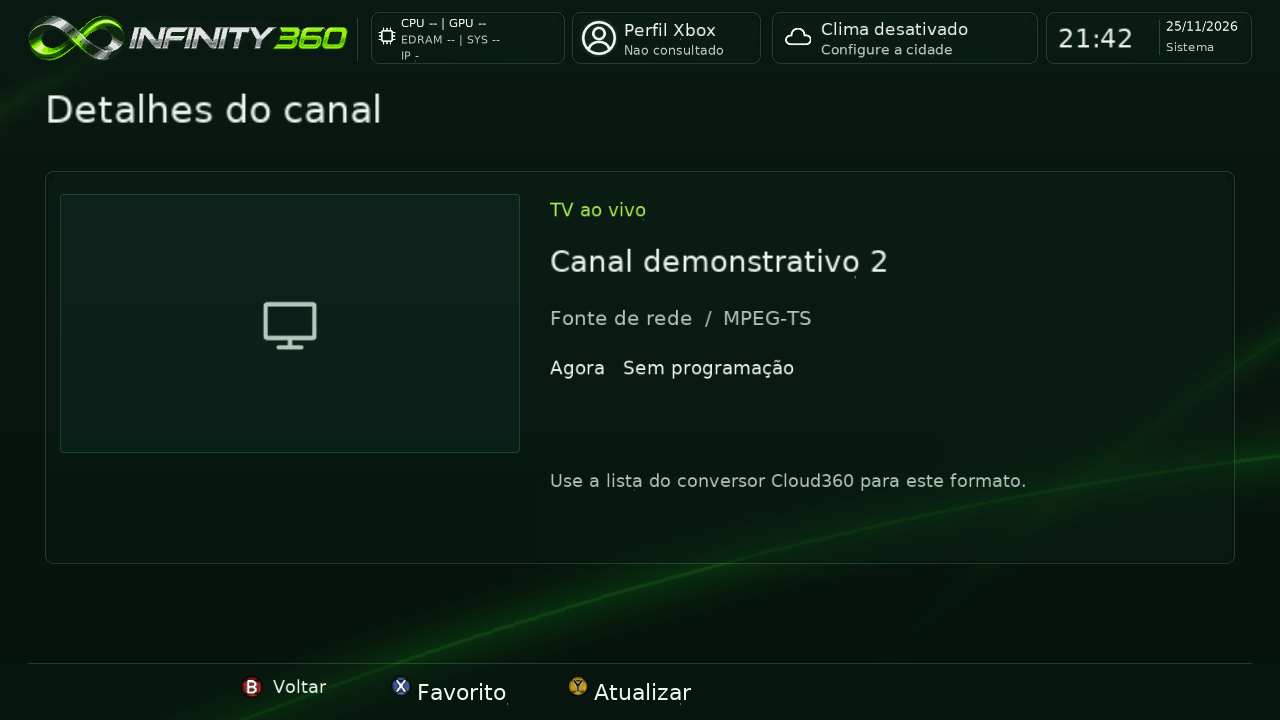 INFINITY 360
CPU -- | GPU --
EDRAM -- | SYS --
IP -
Perfil Xbox
Nao consultado
Clima desativado
Configure a cidade
21:42
25/11/2026
Sistema
Detalhes do canal
TV ao vivo
Canal demonstrativo 2
Fonte de rede / MPEG-TS
Agora Sem programação
Use a lista do conversor Cloud360 para este formato.
B Voltar X Favorito Y Atualizar